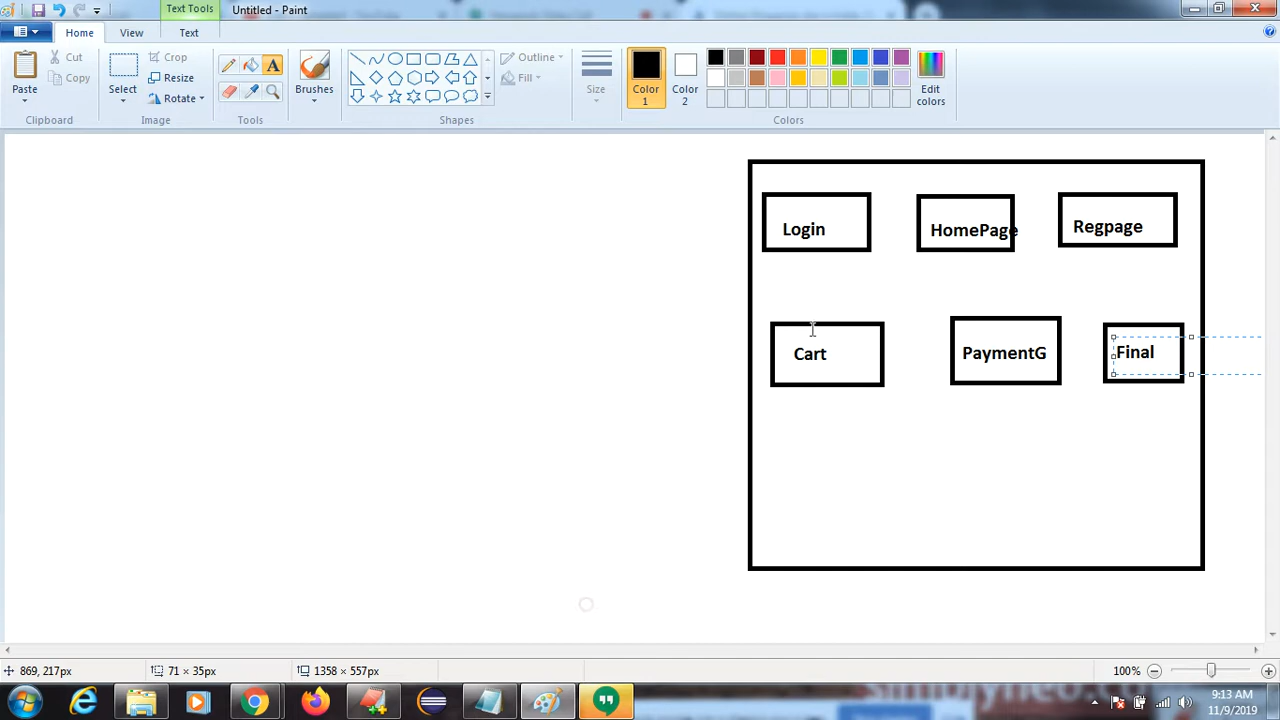 Text Tools
Untitled - Paint
Home
View
Text
Cut
Copy
Paste
Clipboard
Crop
Resize
Rotate
Select
Image
Tools
Brushes
Outline
Fill
Shapes
Size
Color
1
Color
2
Edit
colors
Colors
Login
HomePage
Regpage
Cart
PaymentG
Final
869, 217px
71 × 35px
1358 × 557px
100%
9:13 AM
11/9/2019